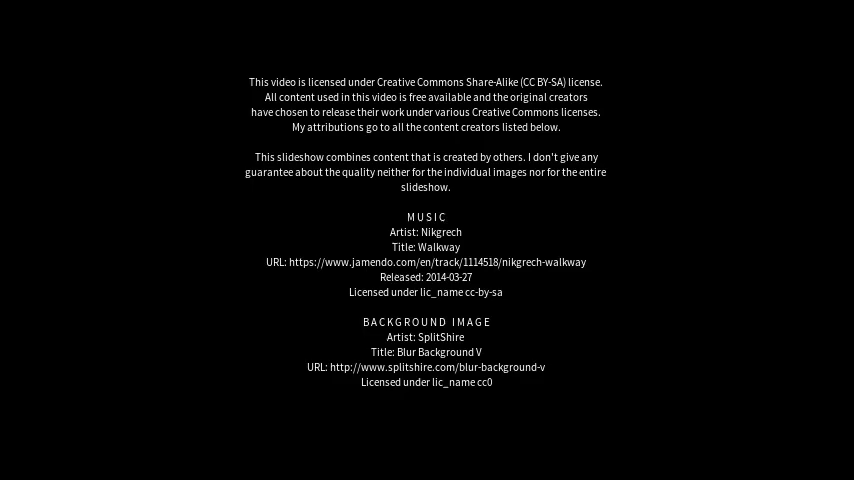 This video is licensed under Creative Commons Share-Alike (CC BY-SA) license.
All content used in this video is free available and the original creators
have chosen to release their work under various Creative Commons licenses.
My attributions go to all the content creators listed below.
This slideshow combines content that is created by others. I don't give any
guarantee about the quality neither for the individual images nor for the entire
slideshow.
M U S I C
Artist: Nikgrech
Title: Walkway
URL: https://www.jamendo.com/en/track/1114518/nikgrech-walkway
Released: 2014-03-27
Licensed under lic_name cc-by-sa
B A C K G R O U N D  I M A G E
Artist: SplitShire
Title: Blur Background V
URL: http://www.splitshire.com/blur-background-v
Licensed under lic_name cc0